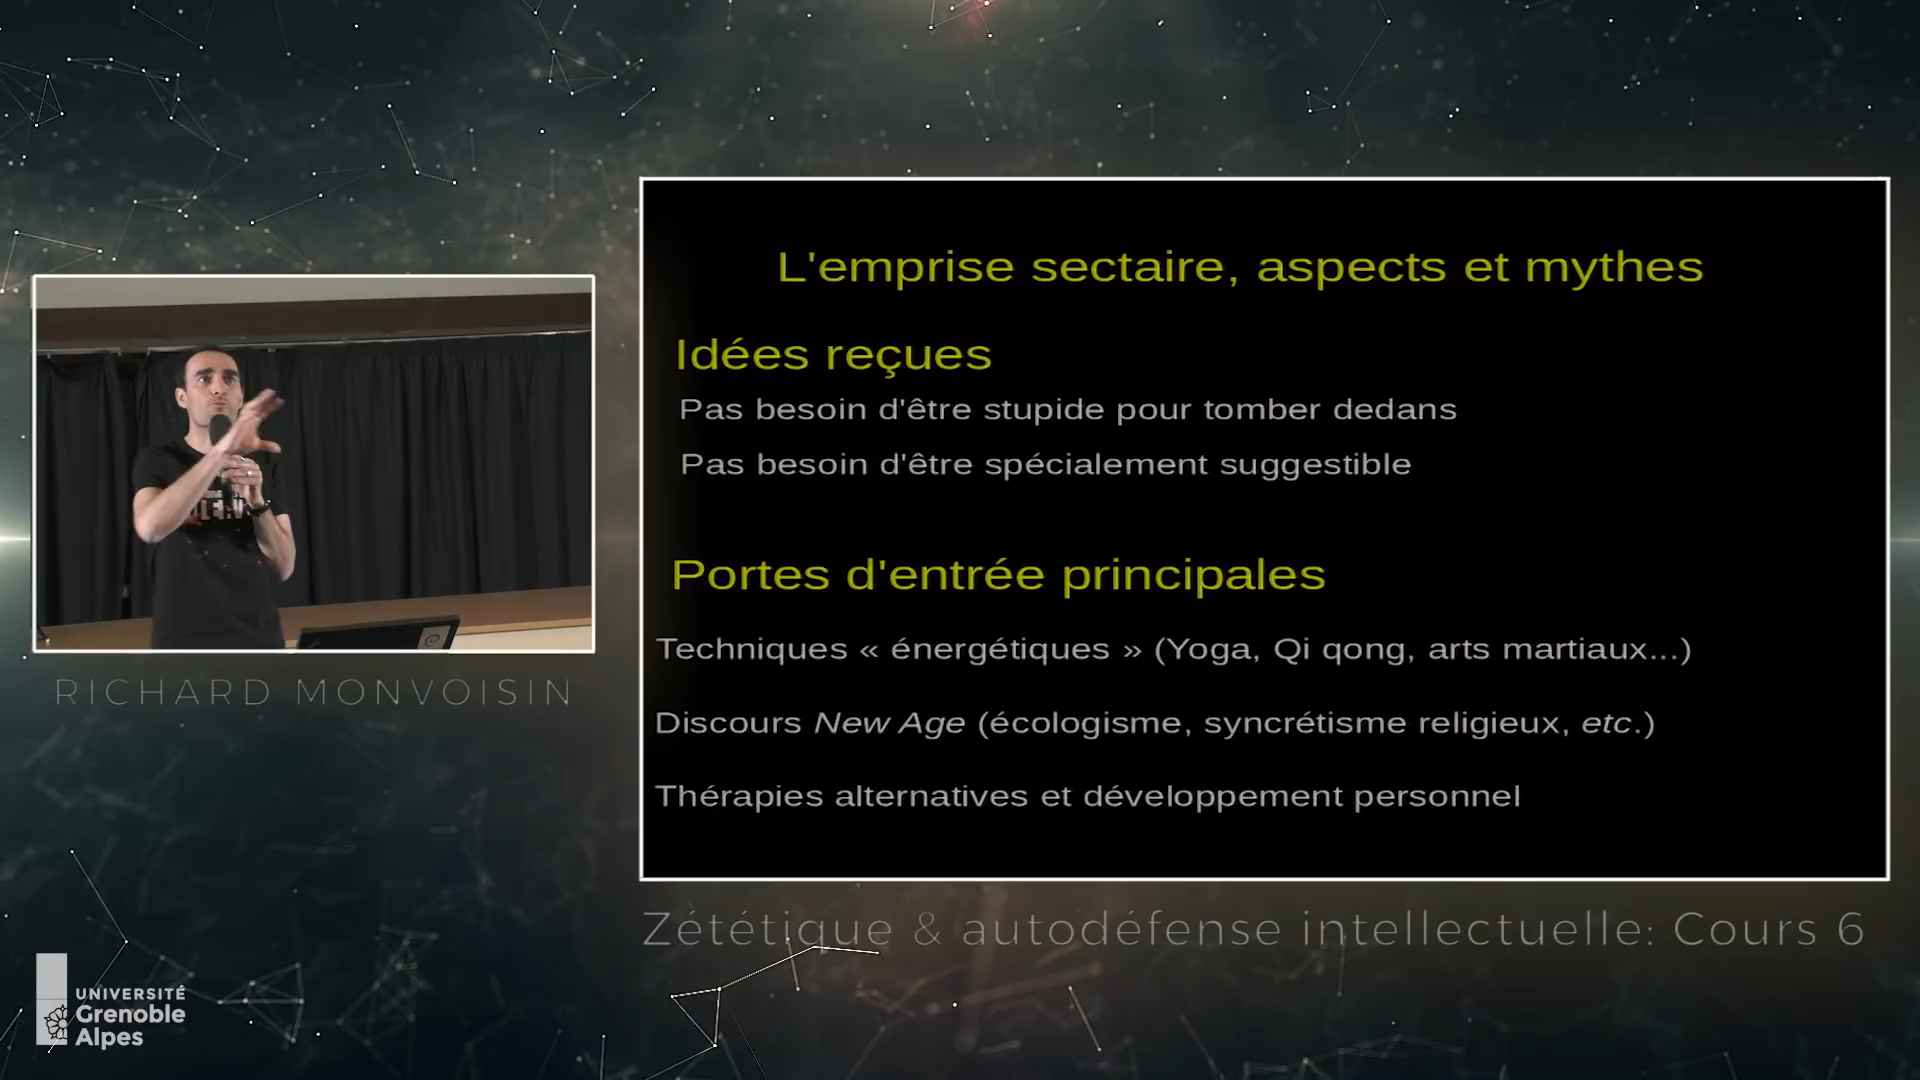 L'emprise sectaire, aspects et mythes
Idées reçues
Pas besoin d'être stupide pour tomber dedans
Pas besoin d'être spécialement suggestible
Portes d'entrée principales
Techniques « énergétiques » (Yoga, Qi qong, arts martiaux...)
Discours New Age (écologisme, syncrétisme religieux, etc.)
Thérapies alternatives et développement personnel
RICHARD MONVOISIN
Zététique & autodéfense intellectuelle: Cours 6
UNIVERSITÉ
Grenoble
Alpes